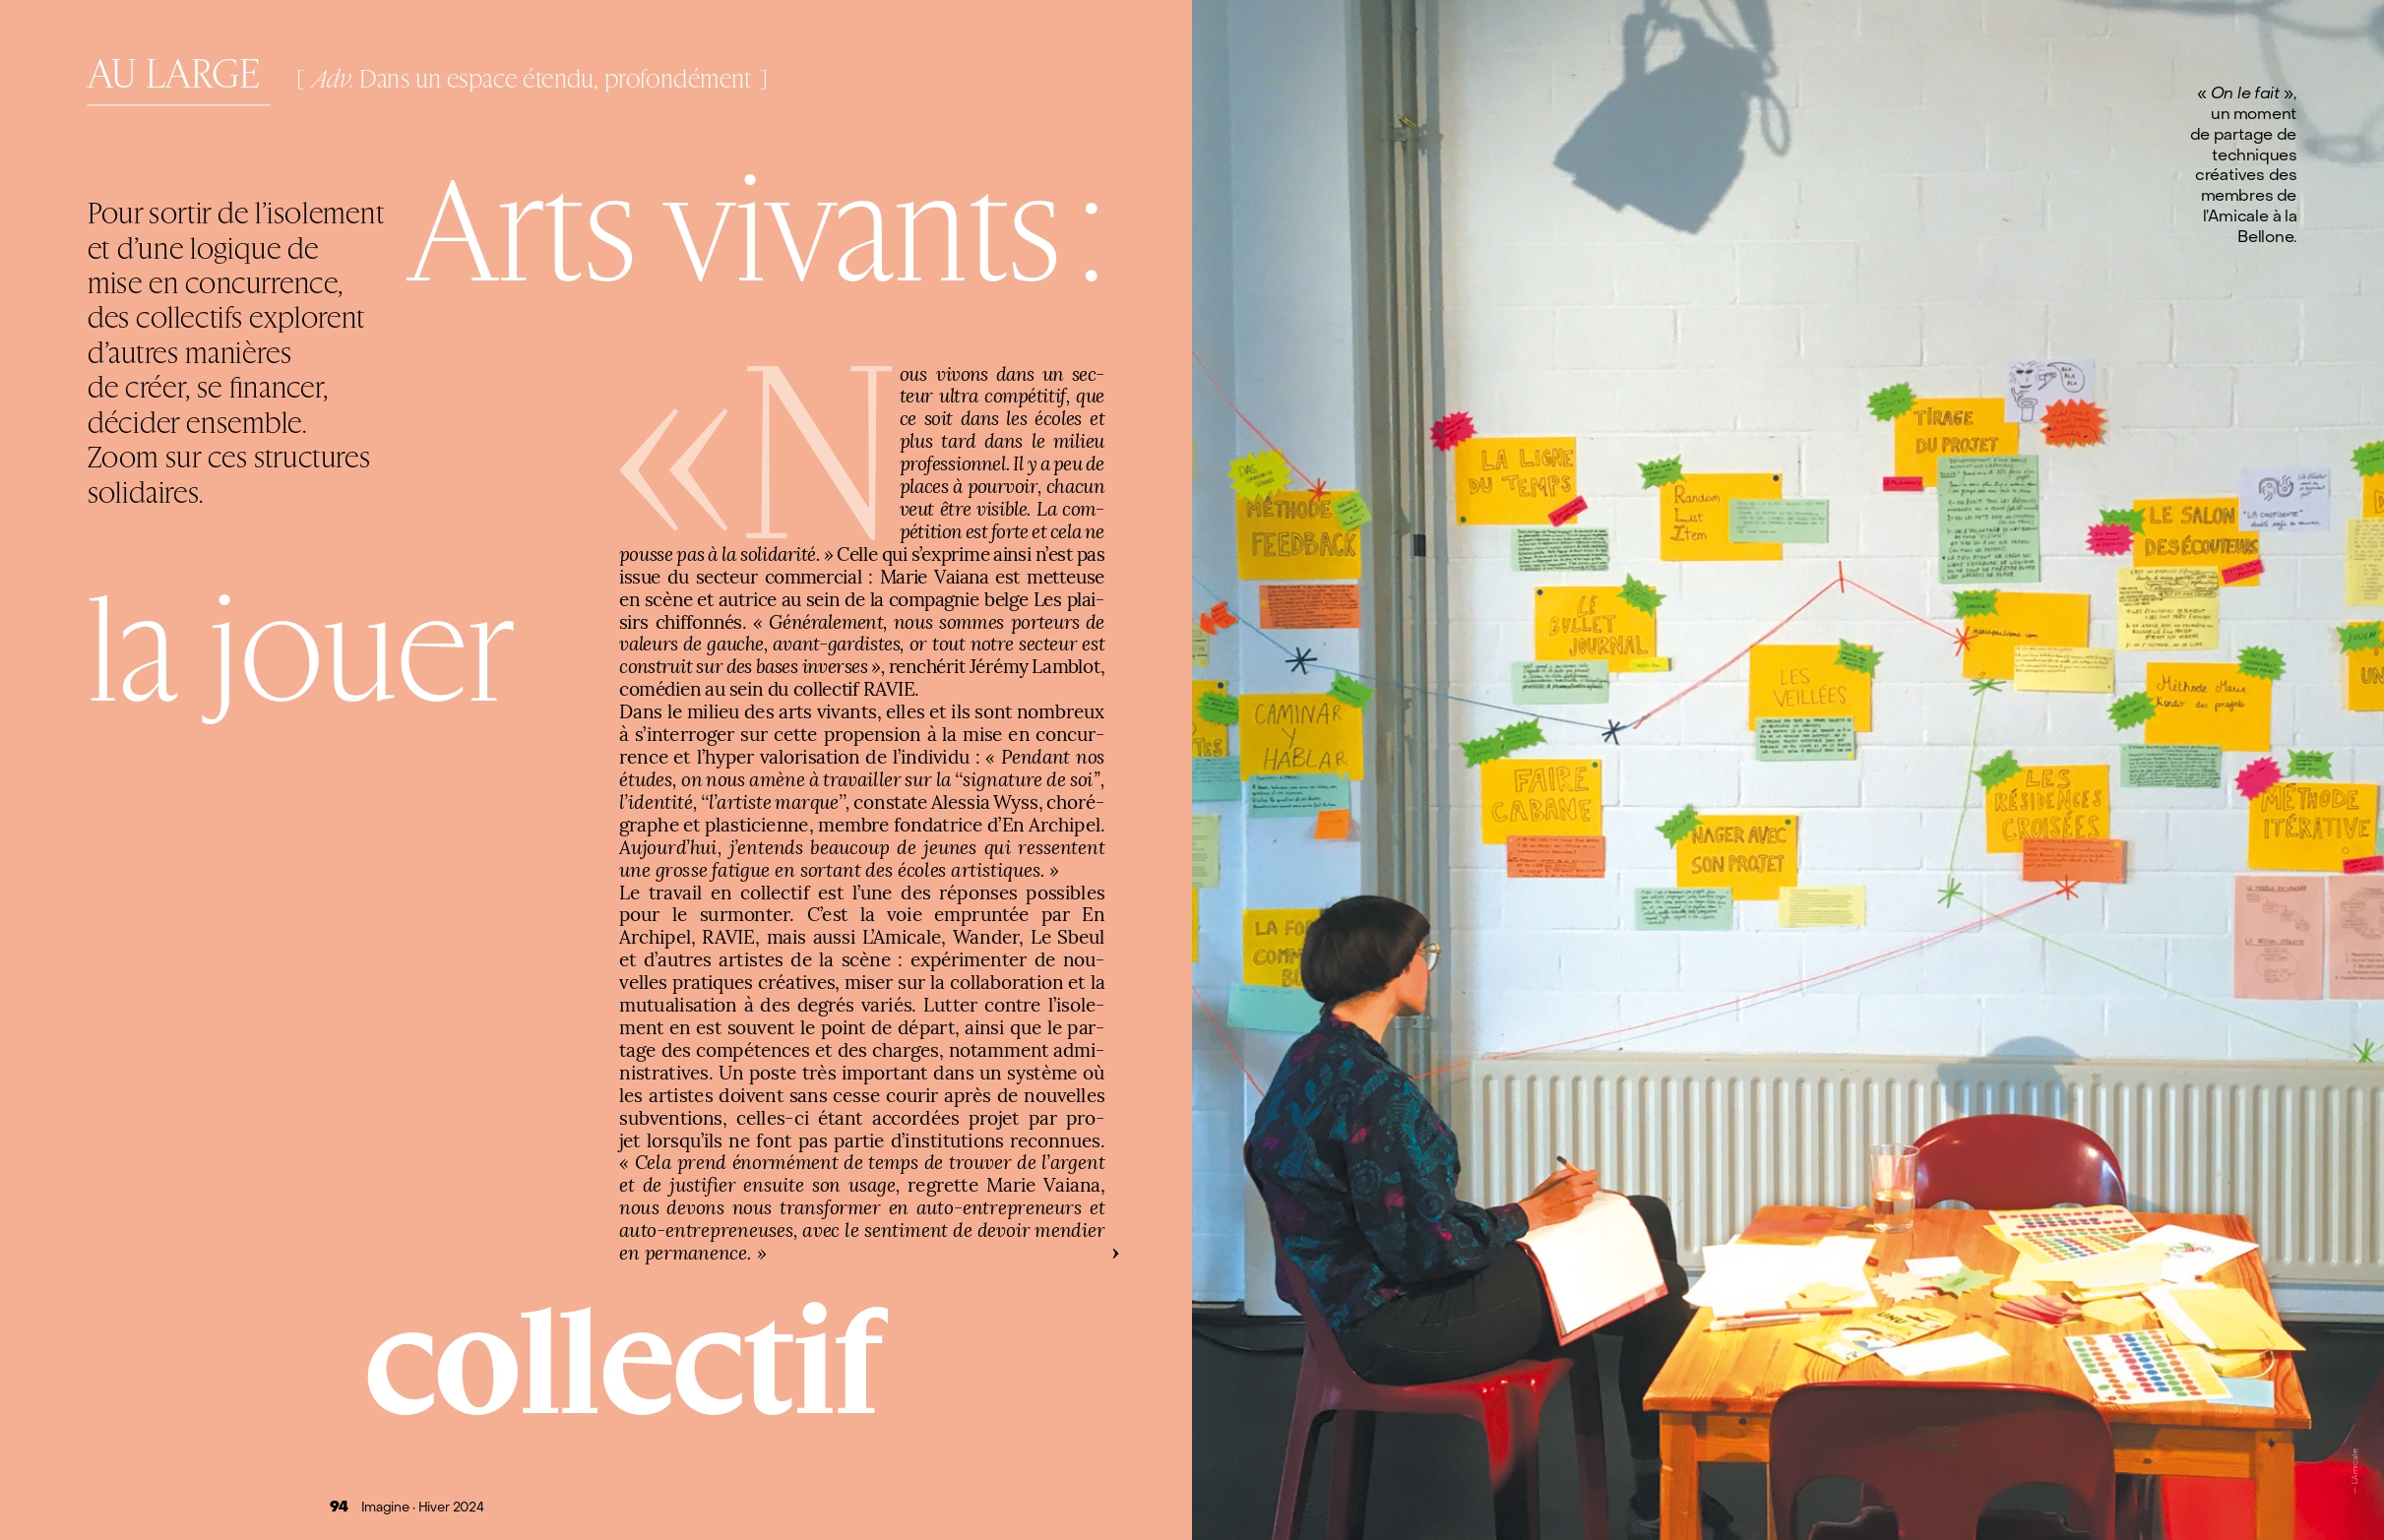 AU LARGE [ Adv. Dans un espace étendu, profondément ]
Arts vivants :
la jouer
collectif
Pour sortir de l’isolement
et d’une logique de
mise en concurrence,
des collectifs explorent
d’autres manières
de créer, se financer,
décider ensemble.
Zoom sur ces structures
solidaires.
«Nous vivons dans un sec-
teur ultra compétitif, que
ce soit dans les écoles et
plus tard dans le milieu
professionnel. Il y a peu de
places à pourvoir, chacun
veut être visible. La com-
pétition est forte et cela ne
pousse pas à la solidarité. » Celle qui s’exprime ainsi n’est pas
issue du secteur commercial : Marie Vaiana est metteuse
en scène et autrice au sein de la compagnie belge Les plai-
sirs chiffonnés. « Généralement, nous sommes porteurs de
valeurs de gauche, avant-gardistes, or tout notre secteur est
construit sur des bases inverses », renchérit Jérémy Lamblot,
comédien au sein du collectif RAVIE.
Dans le milieu des arts vivants, elles et ils sont nombreux
à s’interroger sur cette propension à la mise en concur-
rence et l’hyper valorisation de l’individu : « Pendant nos
études, on nous amène à travailler sur la “signature de soi”,
l’identité, “l’artiste marque”, constate Alessia Wyss, choré-
graphe et plasticienne, membre fondatrice d’En Archipel.
Aujourd’hui, j’entends beaucoup de jeunes qui ressentent
une grosse fatigue en sortant des écoles artistiques. »
Le travail en collectif est l’une des réponses possibles
pour le surmonter. C’est la voie empruntée par En
Archipel, RAVIE, mais aussi L’Amicale, Wander, Le Sbeul
et d’autres artistes de la scène : expérimenter de nou-
velles pratiques créatives, miser sur la collaboration et la
mutualisation à des degrés variés. Lutter contre l’isole-
ment en est souvent le point de départ, ainsi que le par-
tage des compétences et des charges, notamment admi-
nistratives. Un poste très important dans un système où
les artistes doivent sans cesse courir après de nouvelles
subventions, celles-ci étant accordées projet par pro-
jet lorsqu’ils ne font pas partie d’institutions reconnues.
« Cela prend énormément de temps de trouver de l’argent
et de justifier ensuite son usage, regrette Marie Vaiana,
nous devons nous transformer en auto-entrepreneurs et
auto-entrepreneuses, avec le sentiment de devoir mendier
en permanence. » ›
94 Imagine · Hiver 2024
« On le fait »,
un moment
de partage de
techniques
créatives des
membres de
l’Amicale à la
Bellone.
TIRAGE
DU PROJET
BLA
BLA
BLA
LA LIGNE
DU TEMPS
DAS
MÉTHODE
FEEDBACK
Random
List
Item
LE SALON
DES ÉCOUTEURS
"LA CONFIDENTE"
LE
BULLET
JOURNAL
LES
VEILLÉES
Méthode Marie
Kondo des projets
CAMINAR
Y
HABLAR
FAIRE
CABANE
NAGER AVEC
SON PROJET
LES
RÉSIDENCES
CROISÉES
MÉTHODE
ITÉRATIVE
— L’Amicale